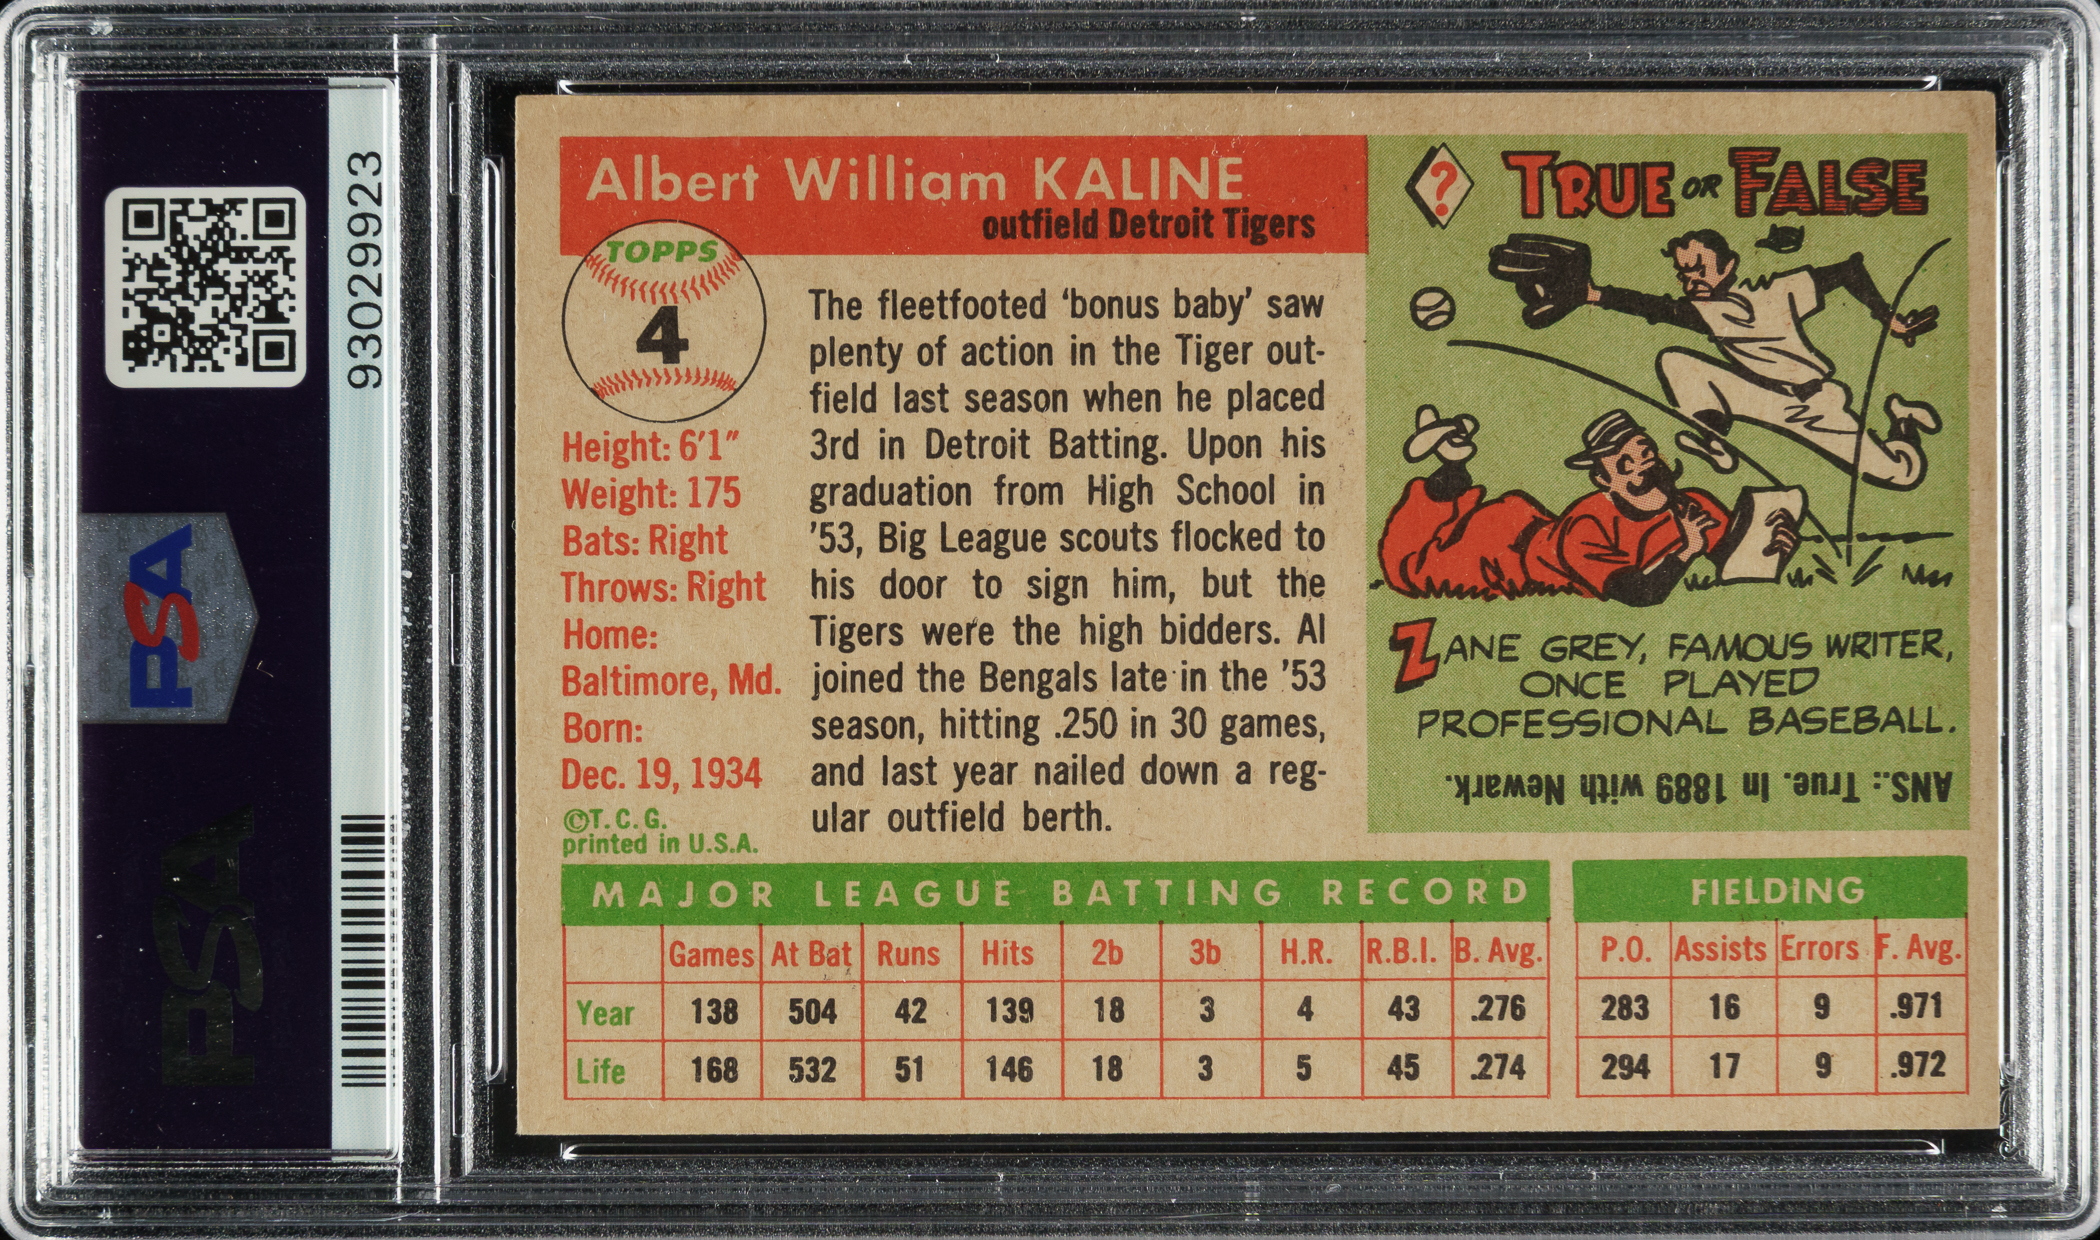 93029923
PSA
PSA
Albert William KALINE
outfield Detroit Tigers
TOPPS
4
Height: 6'1"
Weight: 175
Bats: Right
Throws: Right
Home:
Baltimore, Md.
Born:
Dec. 19, 1934
©T. C. G.
printed in U.S.A.
The fleetfooted ‘bonus baby’ saw
plenty of action in the Tiger out-
field last season when he placed
3rd in Detroit Batting. Upon his
graduation from High School in
’53, Big League scouts flocked to
his door to sign him, but the
Tigers were the high bidders. Al
joined the Bengals late in the ’53
season, hitting .250 in 30 games,
and last year nailed down a reg-
ular outfield berth.
? TRUE OR FALSE
ZANE GREY, FAMOUS WRITER,
ONCE PLAYED
PROFESSIONAL BASEBALL.
ANS.: True. In 1889 with Newark.
MAJOR LEAGUE BATTING RECORD
Games At Bat Runs Hits 2b 3b H.R. R.B.I. B. Avg.
Year 138 504 42 139 18 3 4 43 .276
Life 168 532 51 146 18 3 5 45 .274
FIELDING
P.O. Assists Errors F. Avg.
283 16 9 .971
294 17 9 .972